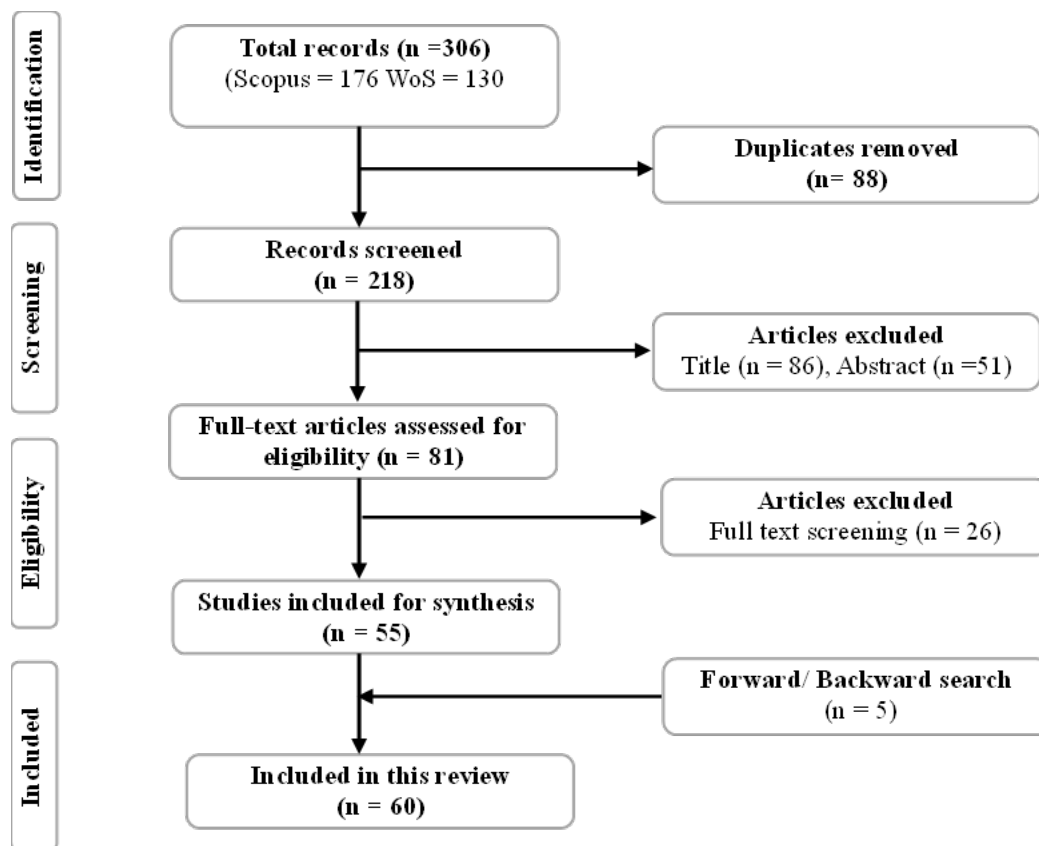 Identification
Total records (n =306)
(Scopus = 176 WoS = 130
Duplicates removed
(n= 88)
Screening
Records screened
(n = 218)
Articles excluded
Title (n = 86), Abstract (n =51)
Eligibility
Full-text articles assessed for
eligibility (n = 81)
Articles excluded
Full text screening (n = 26)
Studies included for synthesis
(n = 55)
Included
Forward/ Backward search
(n = 5)
Included in this review
(n = 60)